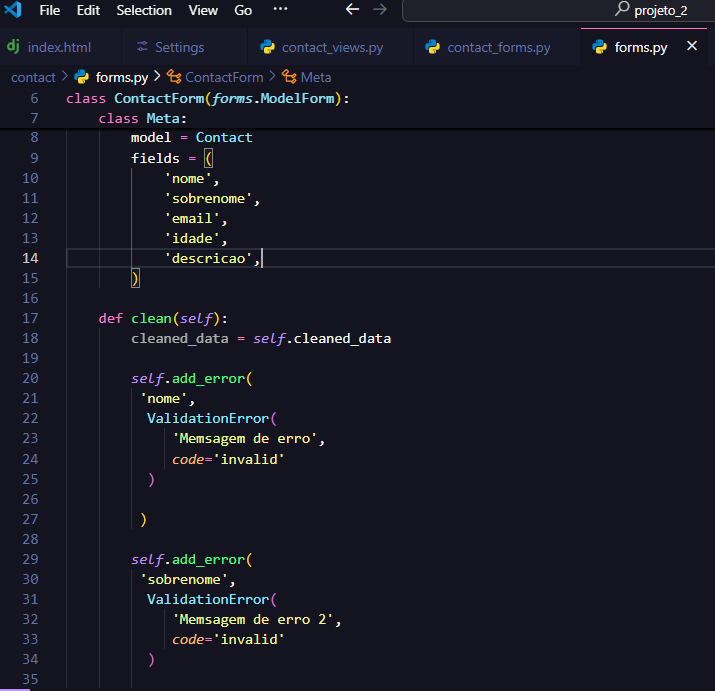 File Edit Selection View Go ··· ← → projeto_2
dj index.html Settings contact_views.py contact_forms.py forms.py ×
contact > forms.py > ContactForm > Meta
6 class ContactForm(forms.ModelForm):
7 class Meta:
8 model = Contact
9 fields = (
10 'nome',
11 'sobrenome',
12 'email',
13 'idade',
14 'descricao',
15 )
16
17 def clean(self):
18 cleaned_data = self.cleaned_data
19
20 self.add_error(
21 'nome',
22 ValidationError(
23 'Memsagem de erro',
24 code='invalid'
25 )
26
27 )
28
29 self.add_error(
30 'sobrenome',
31 ValidationError(
32 'Memsagem de erro 2',
33 code='invalid'
34 )
35